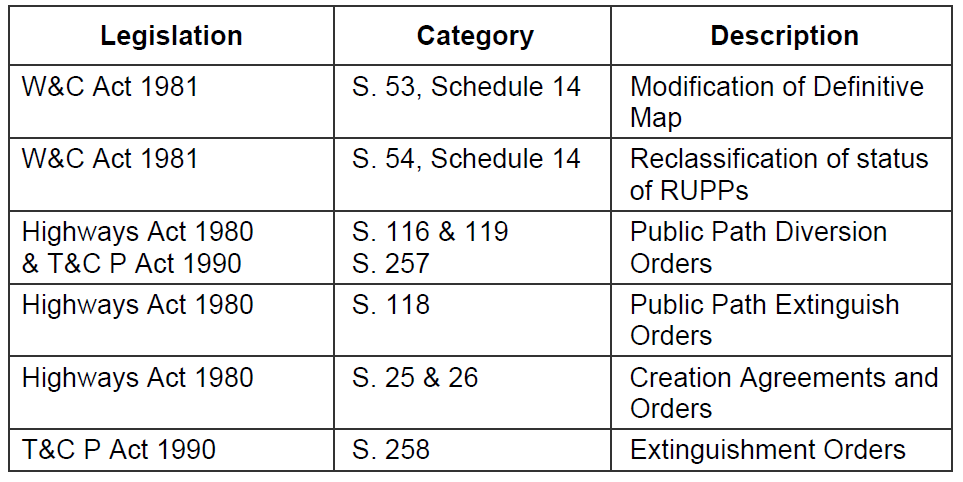 Legislation Category Description
W&C Act 1981 S. 53, Schedule 14 Modification of Definitive
Map
W&C Act 1981 S. 54, Schedule 14 Reclassification of status
of RUPPs
Highways Act 1980 S. 116 & 119 Public Path Diversion
& T&C P Act 1990 S. 257 Orders
Highways Act 1980 S. 118 Public Path Extinguish
Orders
Highways Act 1980 S. 25 & 26 Creation Agreements and
Orders
T&C P Act 1990 S. 258 Extinguishment Orders